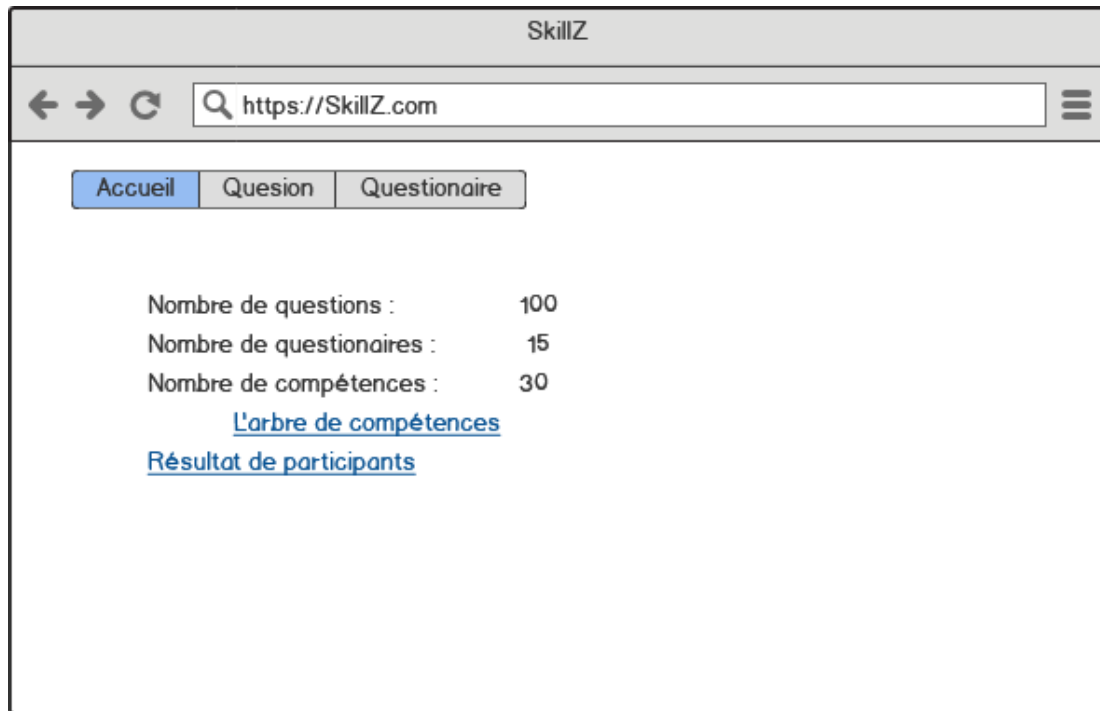 SkillZ
https://SkillZ.com
Accueil Quesion Questionaire
Nombre de questions : 100
Nombre de questionaires : 15
Nombre de compétences : 30
L'arbre de compétences
Résultat de participants